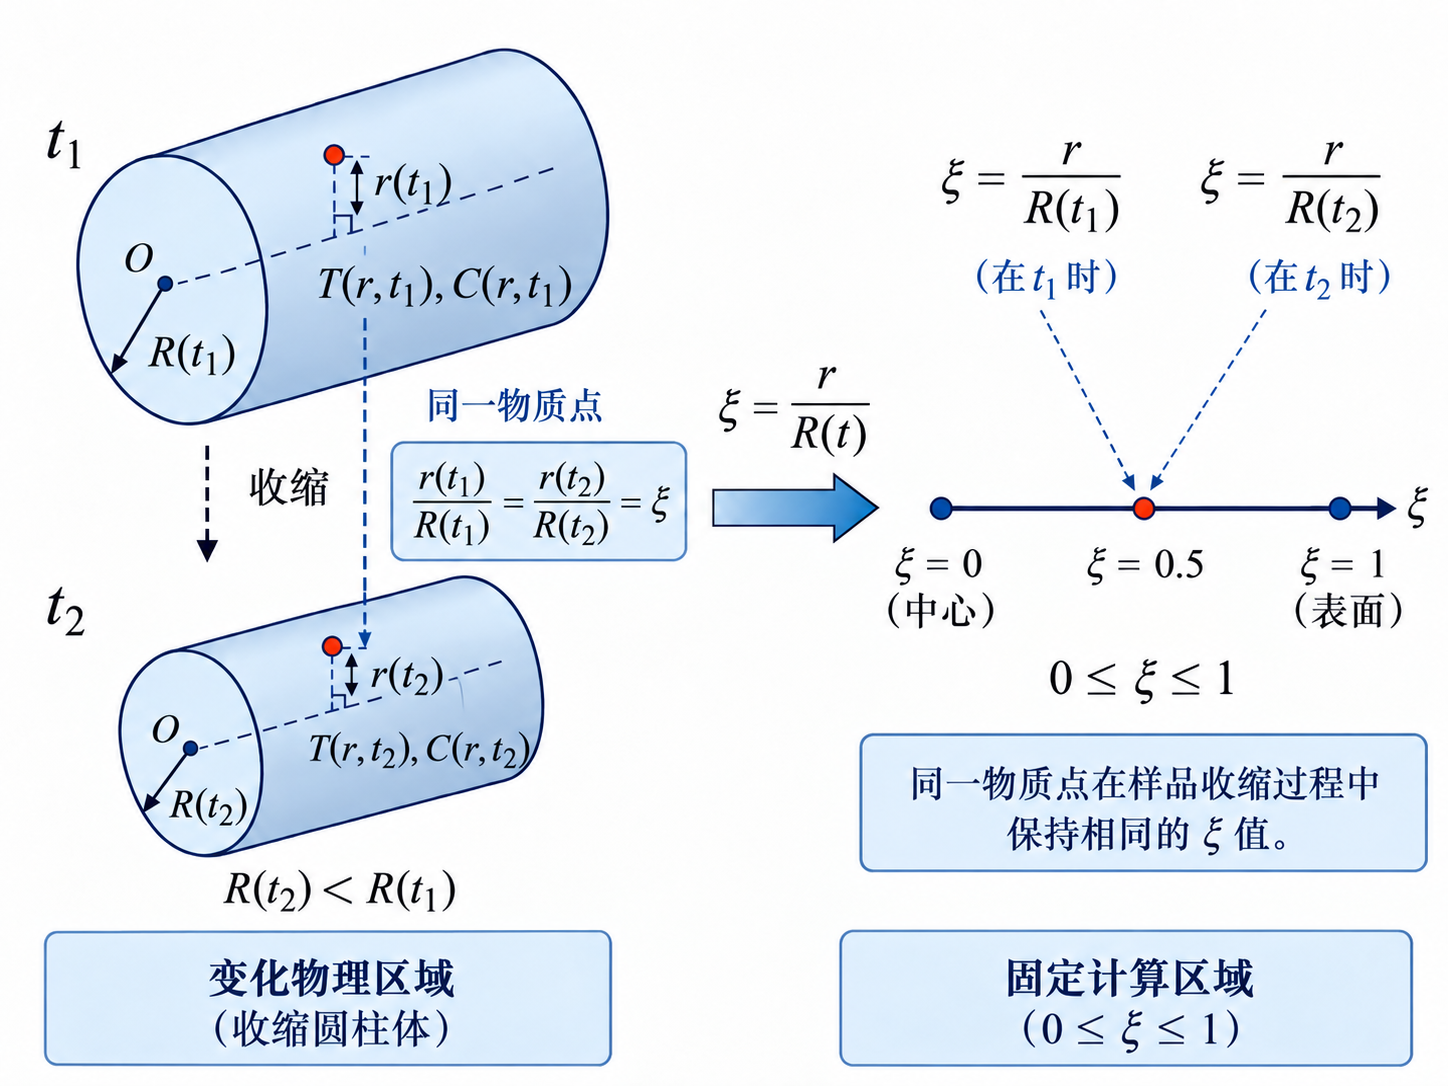 t₁
r(t₁)
O
T(r,t₁), C(r,t₁)
R(t₁)
同一物质点
r(t₁)/R(t₁) = r(t₂)/R(t₂) = ξ
收缩
t₂
r(t₂)
O
T(r,t₂), C(r,t₂)
R(t₂)
R(t₂) < R(t₁)
变化物理区域
（收缩圆柱体）
ξ = r/R(t)
ξ = r/R(t₁)
（在 t₁ 时）
ξ = r/R(t₂)
（在 t₂ 时）
ξ
ξ = 0
（中心）
ξ = 0.5
ξ = 1
（表面）
0 ≤ ξ ≤ 1
同一物质点在样品收缩过程中
保持相同的 ξ 值。
固定计算区域
（0 ≤ ξ ≤ 1）